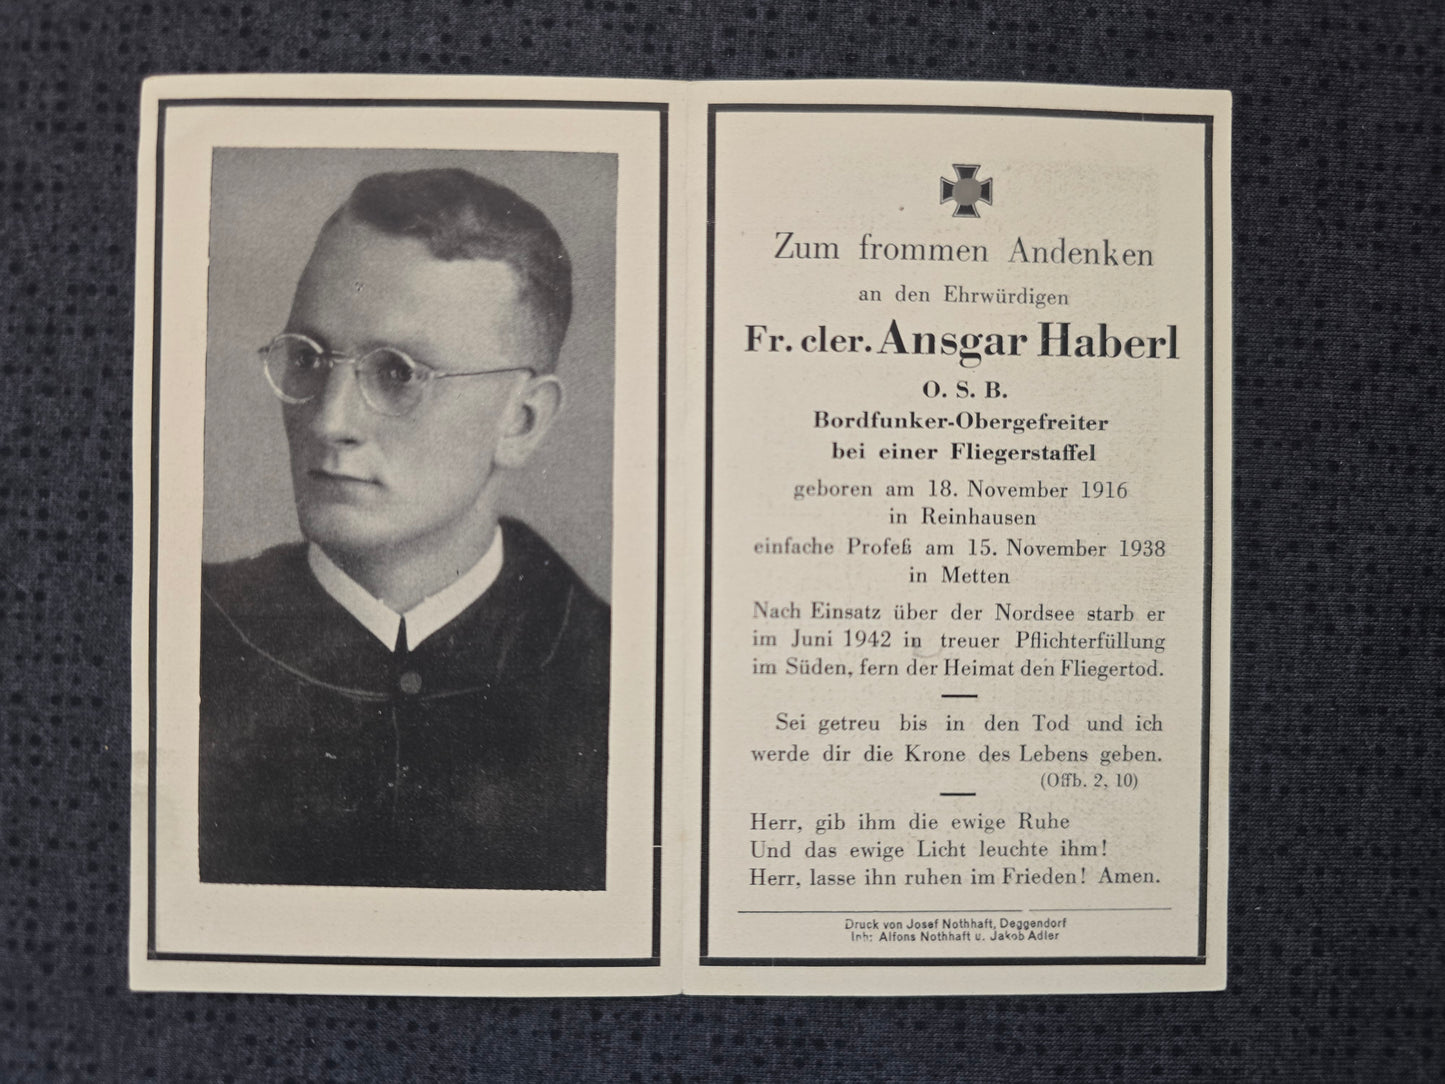 Zum frommen Andenken
an den Ehrwürdigen
Fr. cler. Ansgar Haberl
O. S. B.
Bordfunker-Obergefreiter
bei einer Fliegerstaffel
geboren am 18. November 1916
in Reinhausen
einfache Profeß am 15. November 1938
in Metten
Nach Einsatz über der Nordsee starb er
im Juni 1942 in treuer Pflichterfüllung
im Süden, fern der Heimat den Fliegertod.
Sei getreu bis in den Tod und ich
werde dir die Krone des Lebens geben.
(Offb. 2, 10)
Herr, gib ihm die ewige Ruhe
Und das ewige Licht leuchte ihm!
Herr, lasse ihn ruhen im Frieden! Amen.
Druck von Josef Nothhaft, Deggendorf
Inh: Alfons Nothhaft u. Jakob Adler